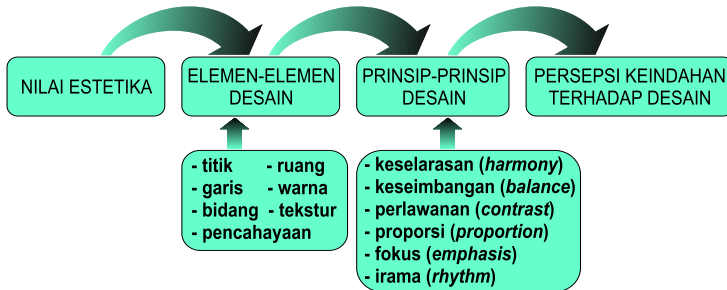 NILAI ESTETIKA
ELEMEN-ELEMEN
DESAIN
PRINSIP-PRINSIP
DESAIN
PERSEPSI KEINDAHAN
TERHADAP DESAIN
- titik - ruang
- garis - warna
- bidang - tekstur
- pencahayaan
- keselarasan (harmony)
- keseimbangan (balance)
- perlawanan (contrast)
- proporsi (proportion)
- fokus (emphasis)
- irama (rhythm)